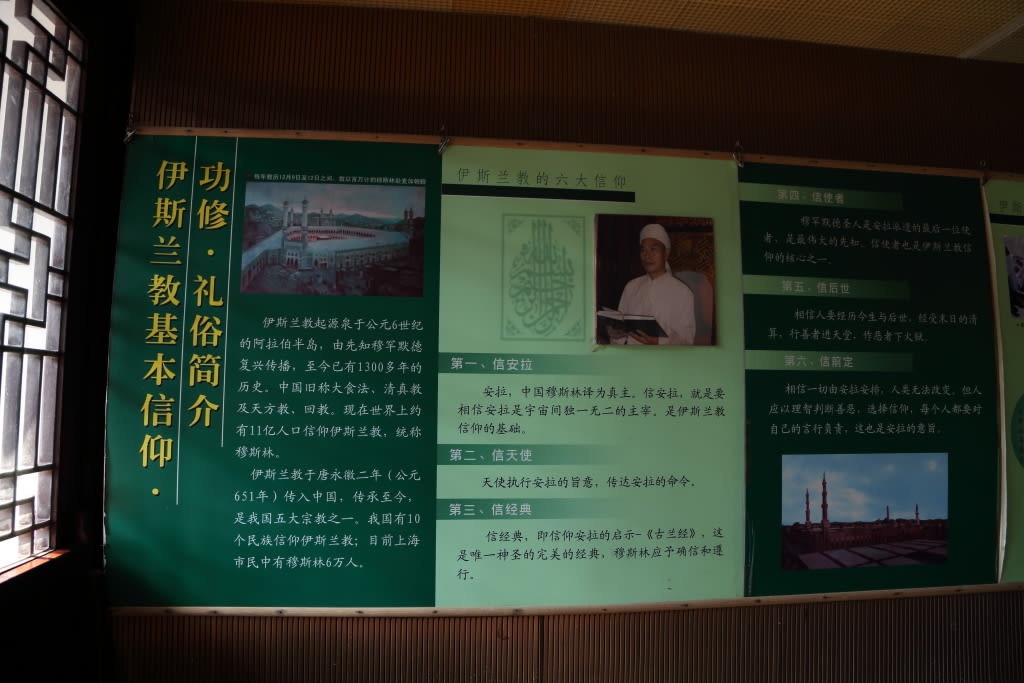 伊斯兰教基本信仰·
功修·礼俗简介
伊斯兰教起源泉于公元6世纪
的阿拉伯半岛，由先知穆罕默德
复兴传播，至今已有1300多年的
历史。中国旧称大食法、清真教
及天方教、回教。现在世界上约
有11亿人口信仰伊斯兰教，统称
穆斯林。
伊斯兰教于唐永徽二年（公元
651年）传入中国，传承至今，
是我国五大宗教之一。我国有10
个民族信仰伊斯兰教；目前上海
市民中有穆斯林6万人。
伊斯兰教的六大信仰
第一、信安拉
安拉，中国穆斯林译为真主。信安拉，就是要
相信安拉是宇宙间独一无二的主宰。是伊斯兰教
信仰的基础。
第二、信天使
天使执行安拉的旨意，传达安拉的命令。
第三、信经典
信经典，即信仰安拉的启示-《古兰经》，这
是唯一神圣的完美的经典，穆斯林应予确信和遵
行。
第四、信使者
穆罕默德圣人是安拉派遣的最后一位使
者，是最伟大的先知。信使者也是伊斯兰教信
仰的核心之一。
第五、信后世
相信人要经历今生与后世，经受末日的清
算，行善者进天堂，作恶者下火狱。
第六、信前定
相信一切由安拉安排，人类无法改变。但人
应以理智判断善恶，选择信仰，每个人都要对
自己的言行负责，这也是安拉的意旨。